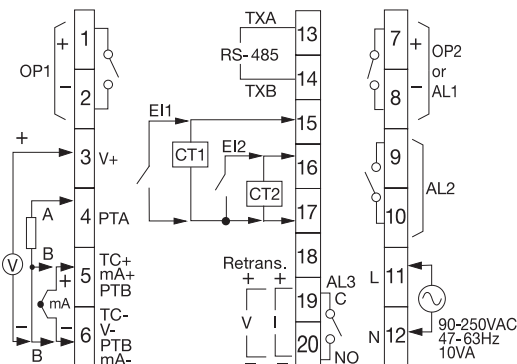 TXA
1
13
7
+
+
OP2
RS-485
OP1
or
−
14
−
AL1
2
8
TXB
EI1
15
+
3
V+
CT1
EI2
16
9
A
CT2
AL2
4
PTA
17
10
B
TC+
18
V
5
mA+
Retrans.
L
11
+
PTB
+
+
AL3
mA
19
C
TC-
V
I
90-250VAC
−
−
6
V-
N
12
47-63Hz
B
PTB
20
10VA
mA-
−
−
NO